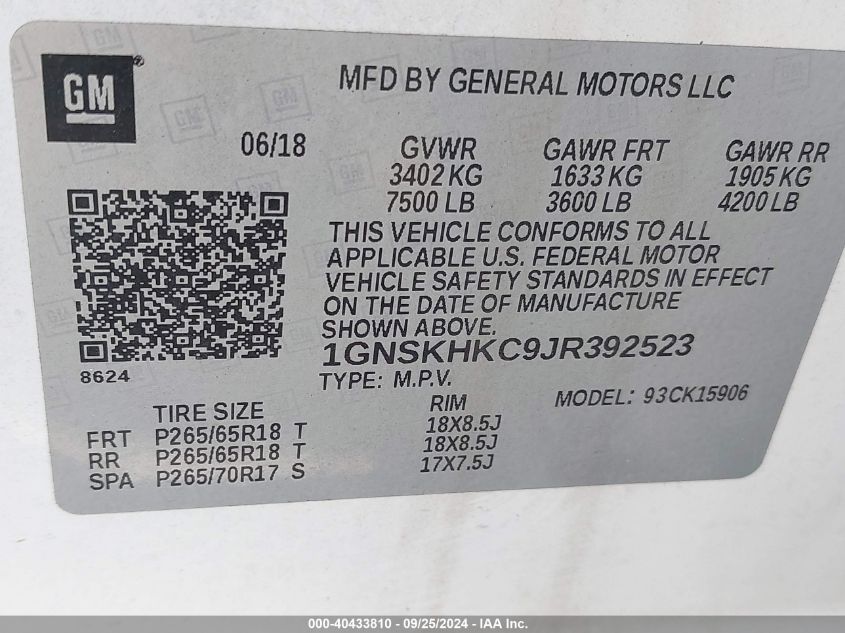 GM
MFD BY GENERAL MOTORS LLC
06/18
GVWR GAWR FRT GAWR RR
3402 KG 1633 KG 1905 KG
7500 LB 3600 LB 4200 LB
THIS VEHICLE CONFORMS TO ALL
APPLICABLE U.S. FEDERAL MOTOR
VEHICLE SAFETY STANDARDS IN EFFECT
ON THE DATE OF MANUFACTURE
SHOWN ABOVE.
1GNSKHKC9JR392523
8624
TYPE: M.P.V. MODEL: 93CK15906
TIRE SIZE RIM
FRT P265/65R18 T 18X8.5J
RR P265/65R18 T 18X8.5J
SPA P265/70R17 S 17X7.5J
000-40433810 - 09/25/2024 - IAA Inc.